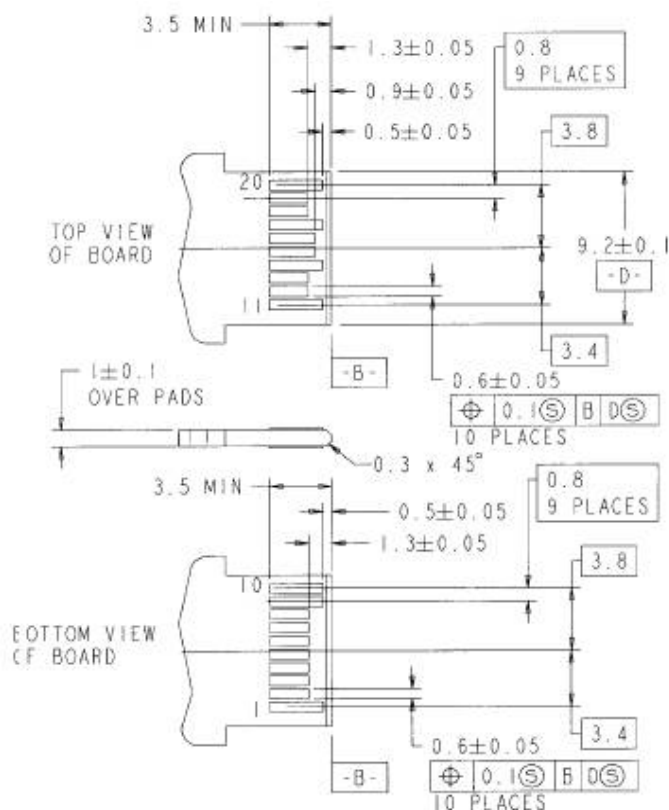 3.5 MIN
1.3±0.05
0.8
9 PLACES
0.9±0.05
0.5±0.05
3.8
20
TOP VIEW
OF BOARD
9.2±0.1
-D-
11
3.4
-B-
1±0.1
OVER PADS
0.6±0.05
⌖ 0.1Ⓢ B DⓈ
10 PLACES
0.3 x 45°
3.5 MIN
0.8
9 PLACES
0.5±0.05
1.3±0.05
3.8
10
BOTTOM VIEW
OF BOARD
1
3.4
0.6±0.05
-B-
⌖ 0.1Ⓢ B DⓈ
10 PLACES